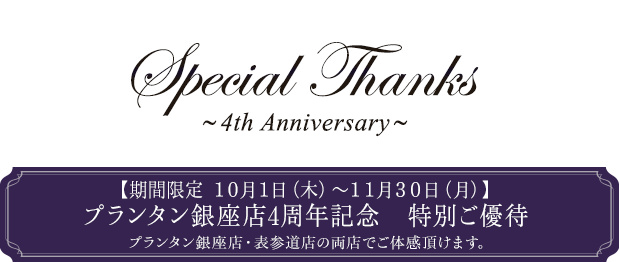 Special Thanks
~4th Anniversary~
【期間限定 10月1日(木)~11月30日(月)】
プランタン銀座店4周年記念 特別ご優待
プランタン銀座店・表参道店の両店でご体感頂けます。